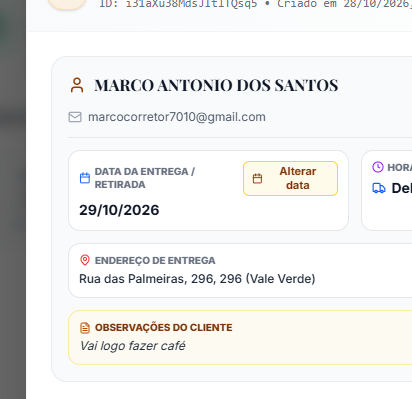 ID: i31aXu38MdsJItITQsq5 • Criado em 28/10/2026,
MARCO ANTONIO DOS SANTOS
marcocorretor7010@gmail.com
DATA DA ENTREGA /
RETIRADA
Alterar
data
29/10/2026
HORA
Del
ENDEREÇO DE ENTREGA
Rua das Palmeiras, 296, 296 (Vale Verde)
OBSERVAÇÕES DO CLIENTE
Vai logo fazer café